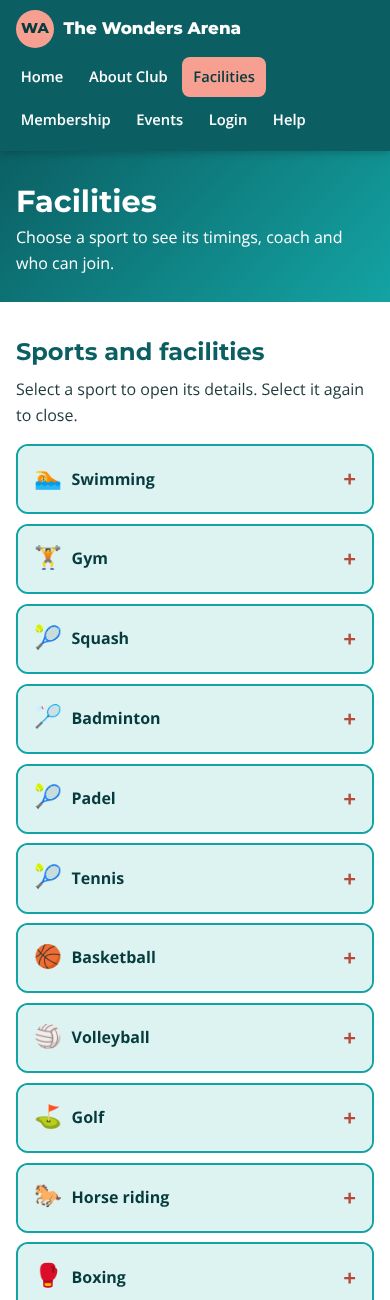 WA The Wonders Arena
Home About Club Facilities
Membership Events Login Help
Facilities
Choose a sport to see its timings, coach and
who can join.
Sports and facilities
Select a sport to open its details. Select it again
to close.
Swimming +
Gym +
Squash +
Badminton +
Padel +
Tennis +
Basketball +
Volleyball +
Golf +
Horse riding +
Boxing +